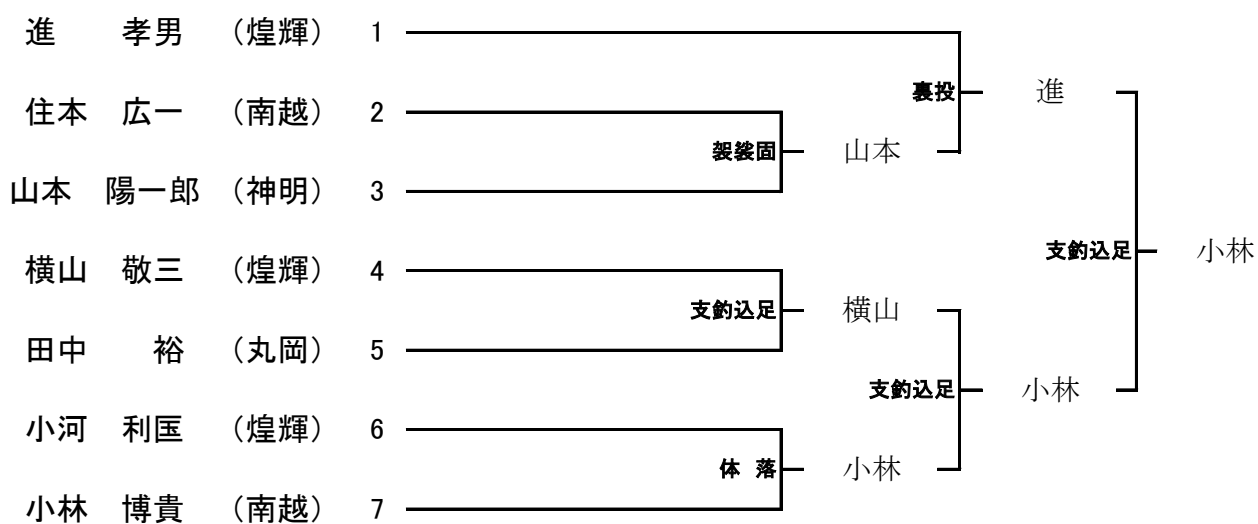 進　　孝男　（煌輝）　1
裏投　進
住本　広一　（南越）　2
袈裟固　山本
山本　陽一郎　（神明）　3
支釣込足　小林
横山　敬三　（煌輝）　4
支釣込足　横山
田中　　裕　（丸岡）　5
支釣込足　小林
小河　利匡　（煌輝）　6
体　落　小林
小林　博貴　（南越）　7